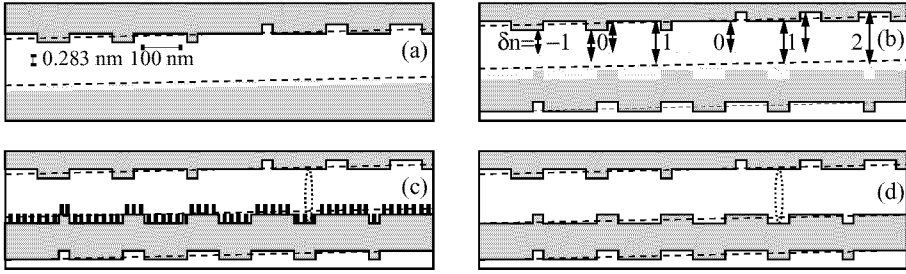 (a)
0.283 nm 100 nm
δn= −1 0 1 0 1 2 (b)
(c)
(d)